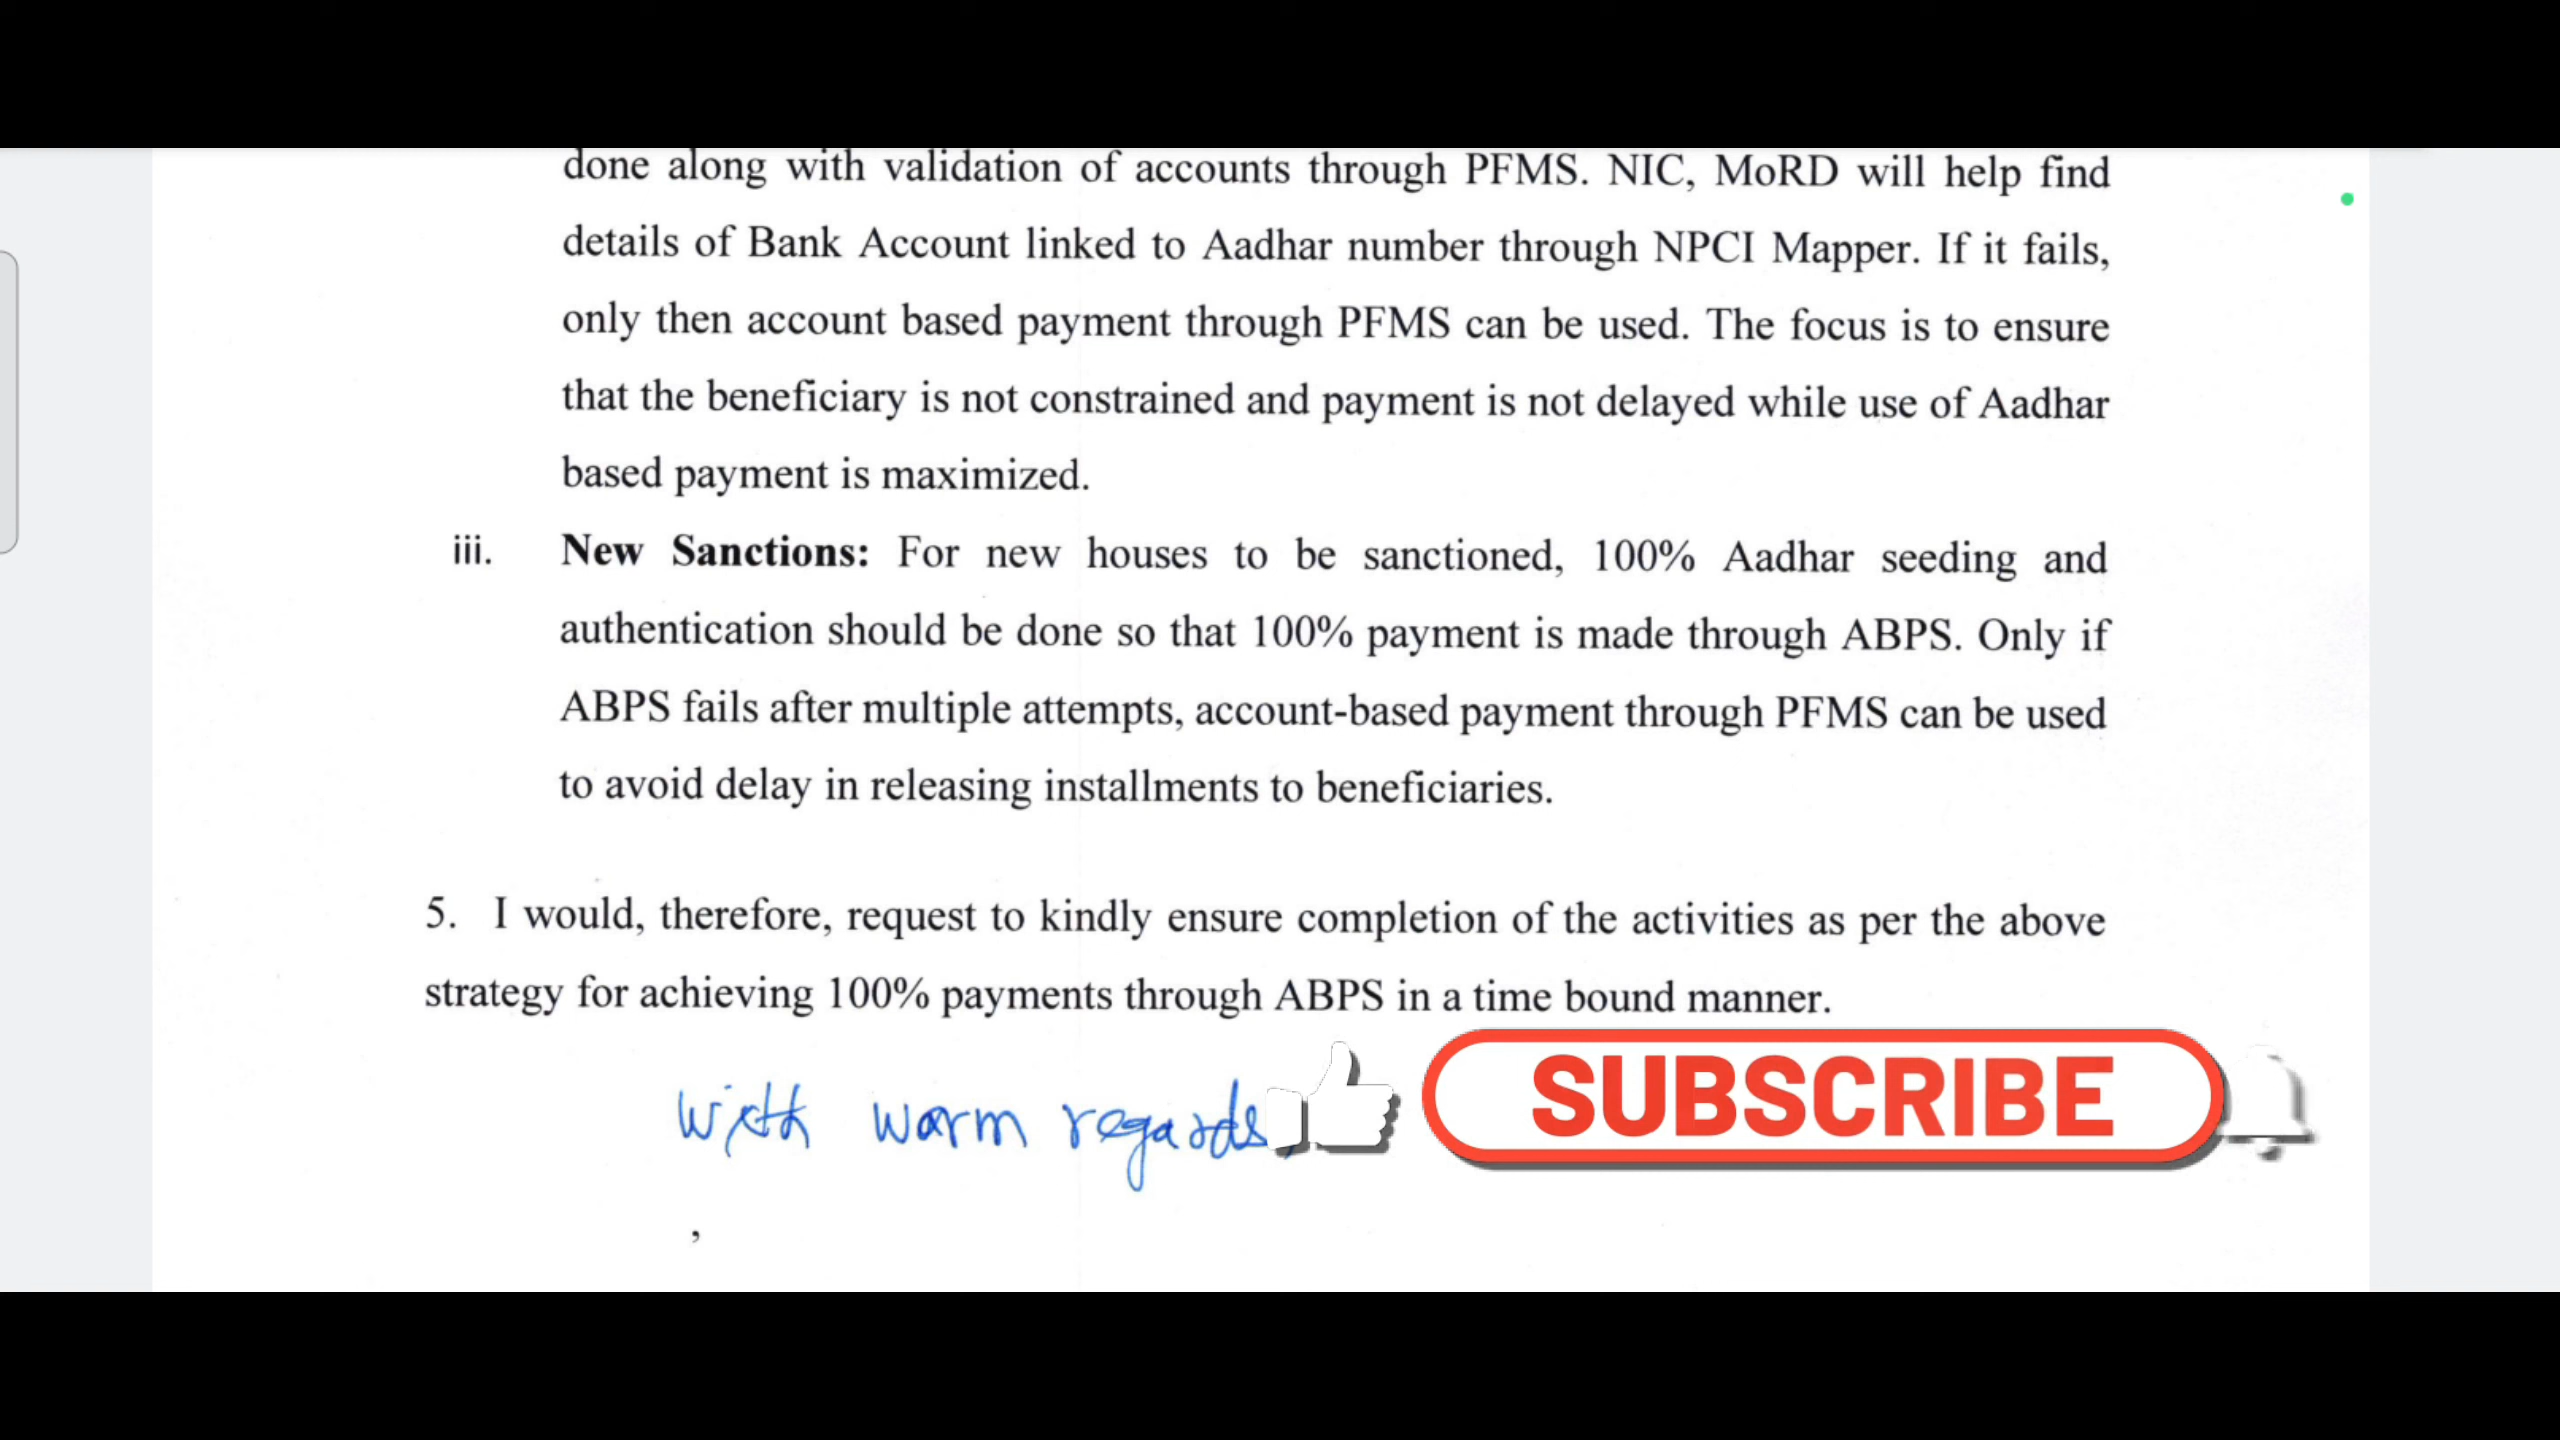 done along with validation of accounts through PFMS. NIC, MoRD will help find
details of Bank Account linked to Aadhar number through NPCI Mapper. If it fails,
only then account based payment through PFMS can be used. The focus is to ensure
that the beneficiary is not constrained and payment is not delayed while use of Aadhar
based payment is maximized.
iii. New Sanctions: For new houses to be sanctioned, 100% Aadhar seeding and
authentication should be done so that 100% payment is made through ABPS. Only if
ABPS fails after multiple attempts, account-based payment through PFMS can be used
to avoid delay in releasing installments to beneficiaries.
5. I would, therefore, request to kindly ensure completion of the activities as per the above
strategy for achieving 100% payments through ABPS in a time bound manner.
with warm regards,
SUBSCRIBE